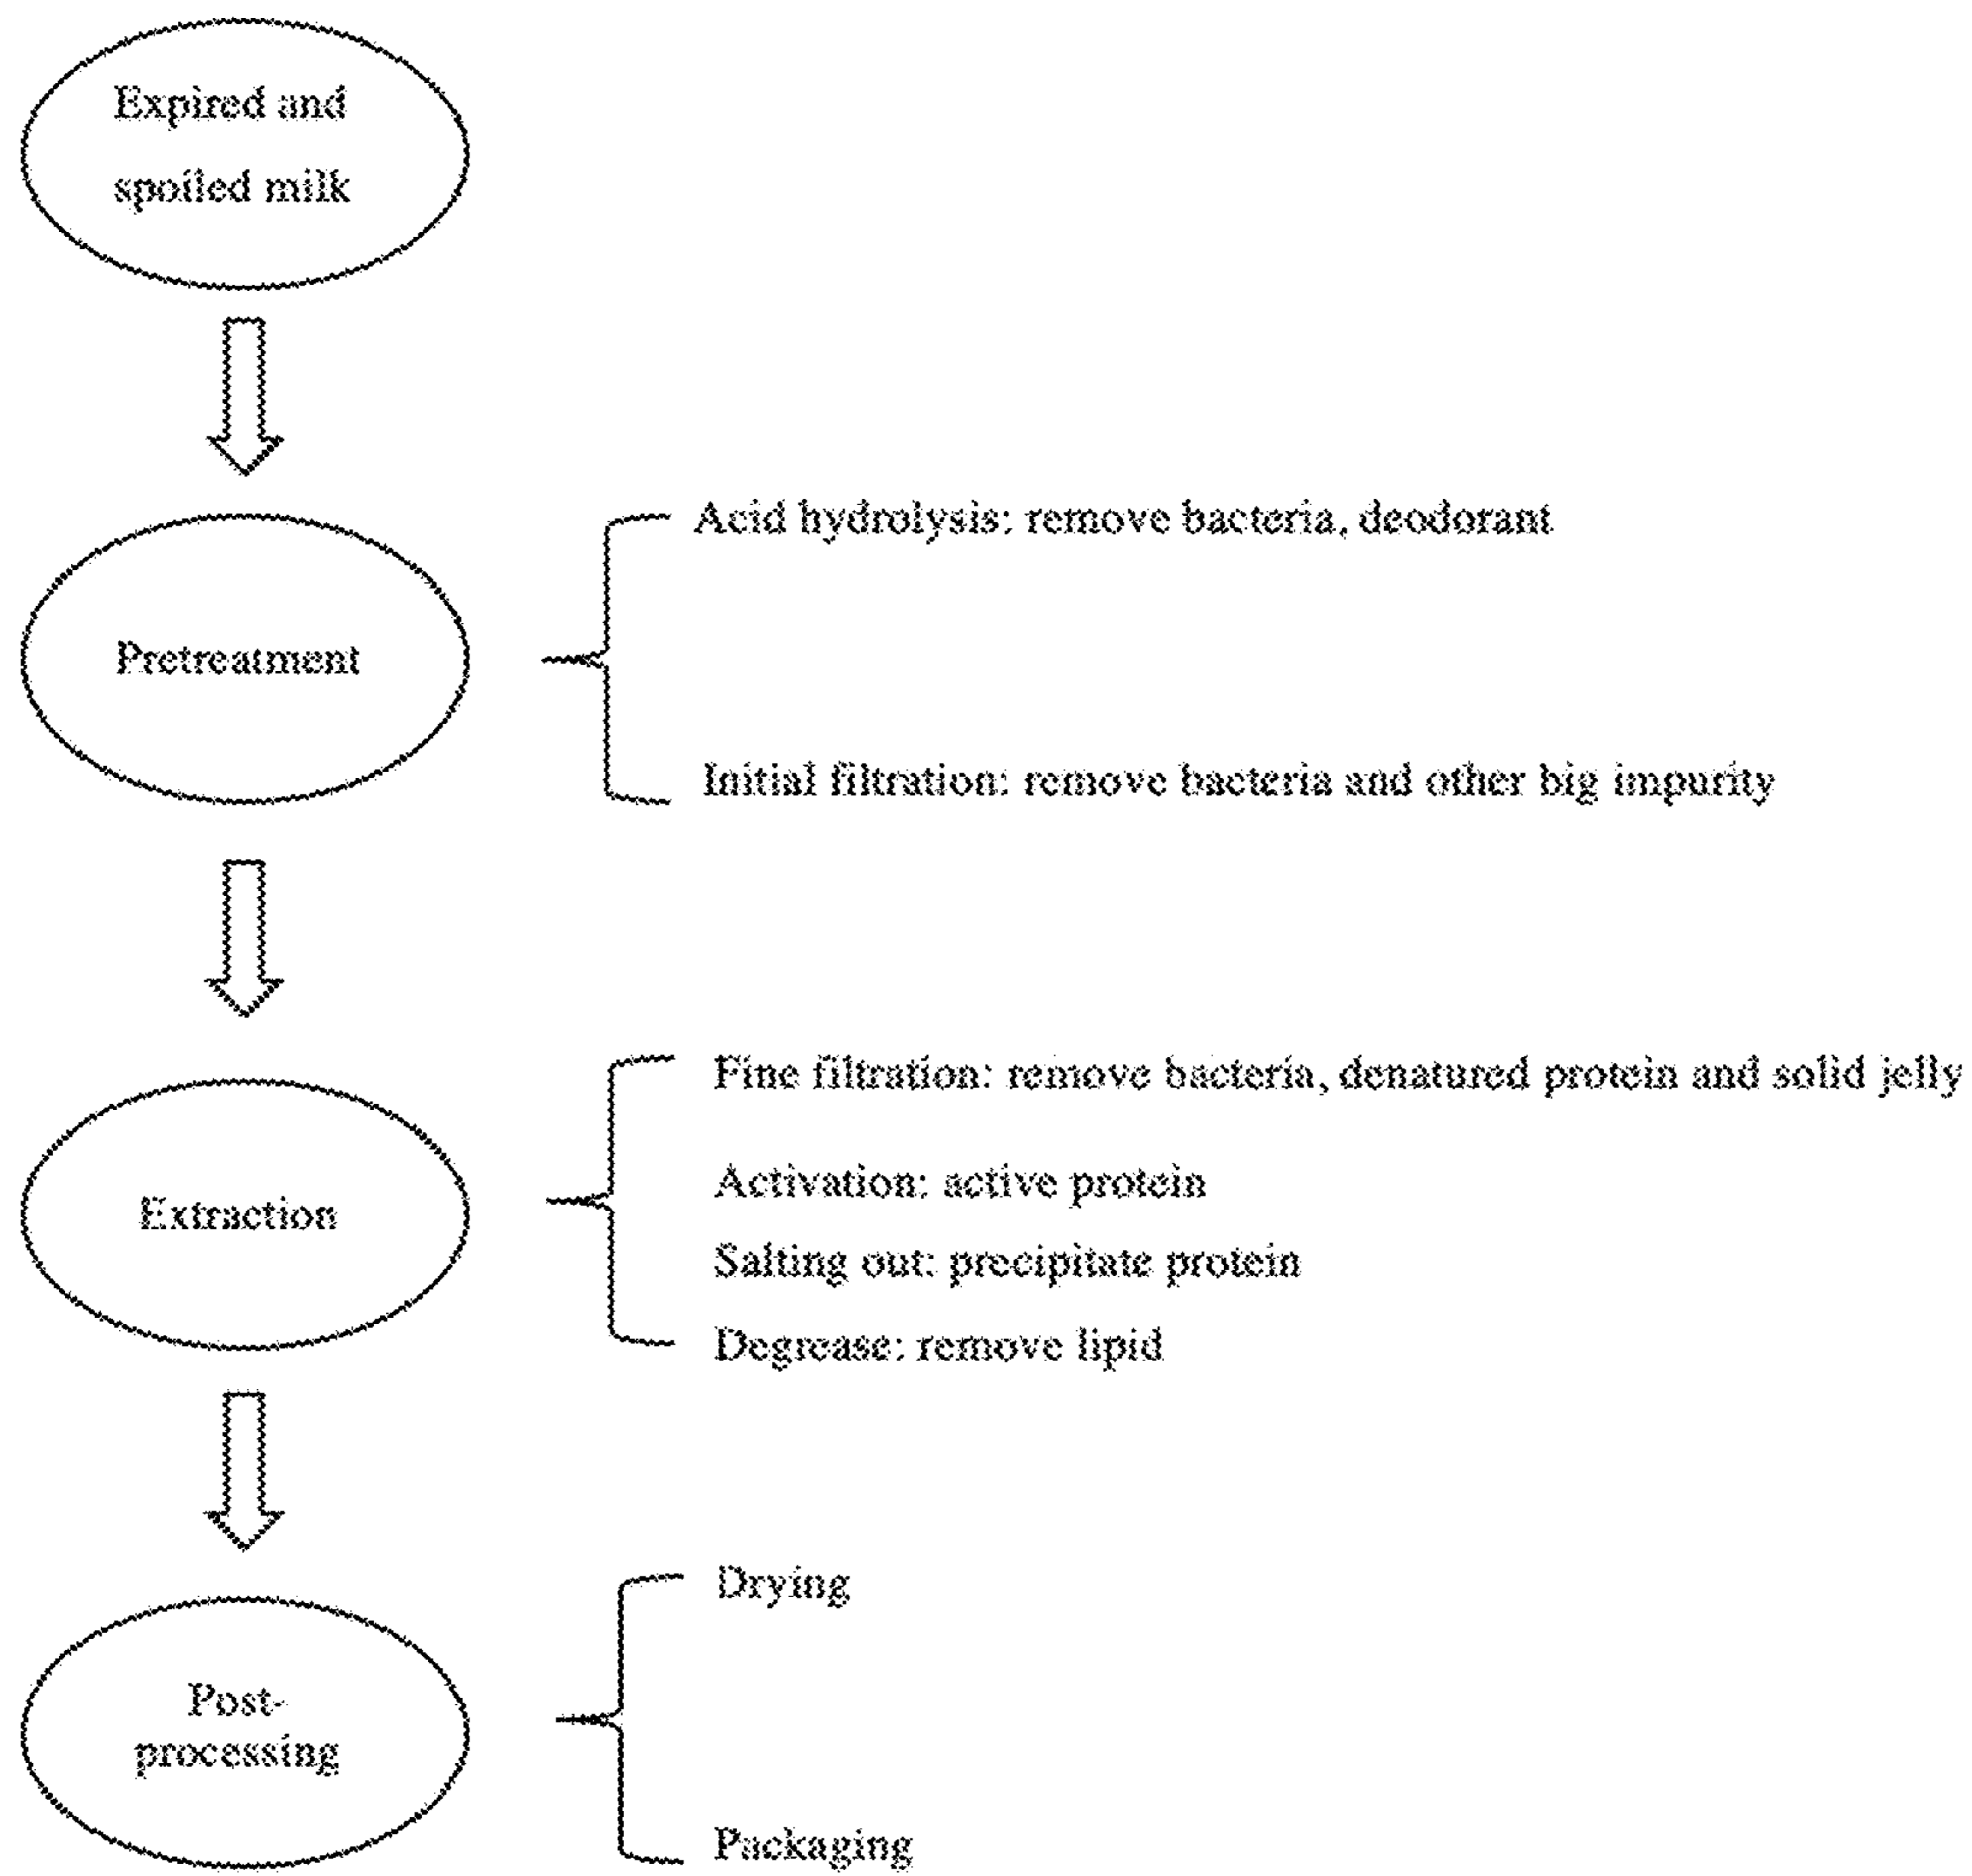 Expired and
spoiled milk
Pretreatment
Acid hydrolysis: remove bacteria, deodorant
Initial filtration: remove bacteria and other big impurity
Extraction
Fine filtration: remove bacteria, denatured protein and solid jelly
Activation: active protein
Salting out: precipitate protein
Degrease: remove lipid
Post-
processing
Drying
Packaging